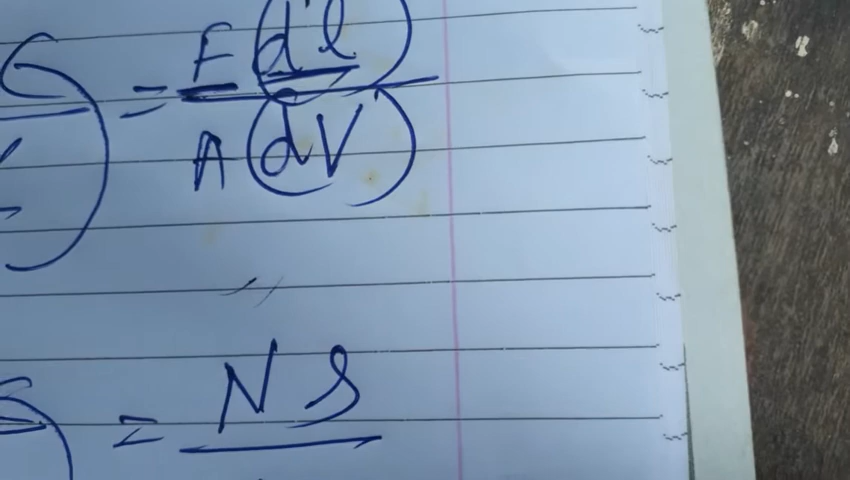 = F (dl)
A (dV)
= N s